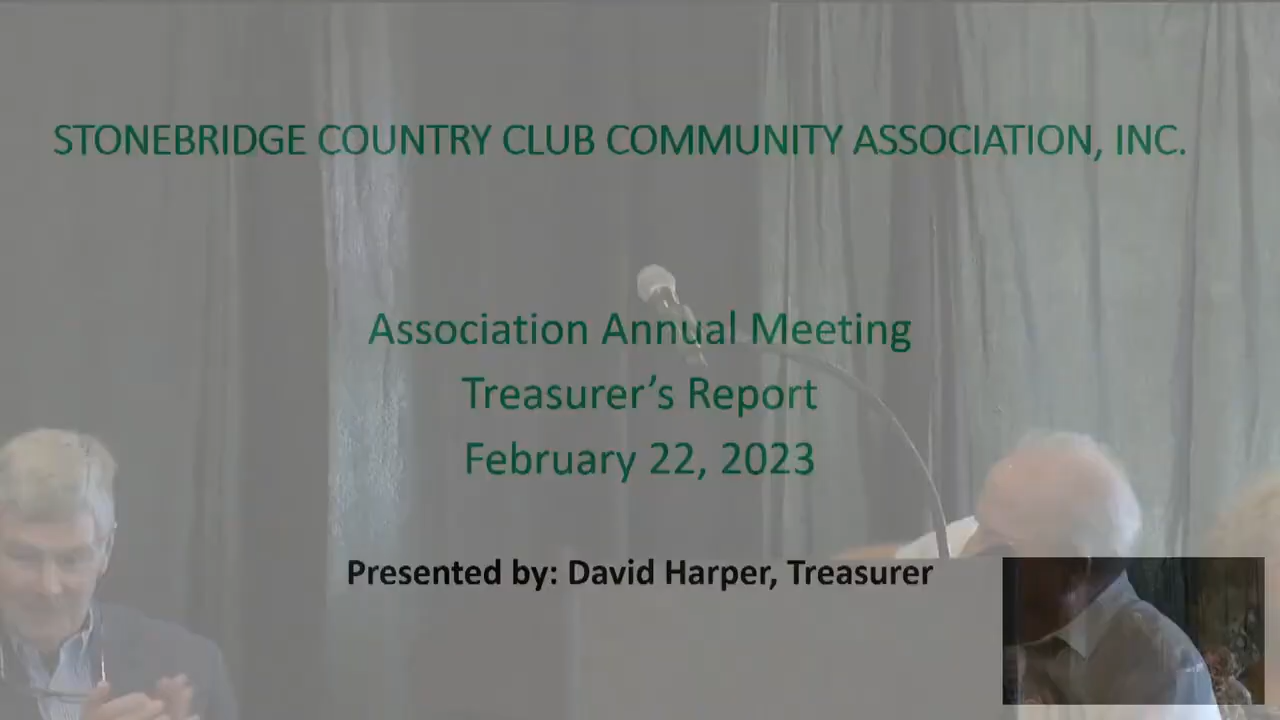 STONEBRIDGE COUNTRY CLUB COMMUNITY ASSOCIATION, INC.
Association Annual Meeting
Treasurer’s Report
February 22, 2023
Presented by: David Harper, Treasurer